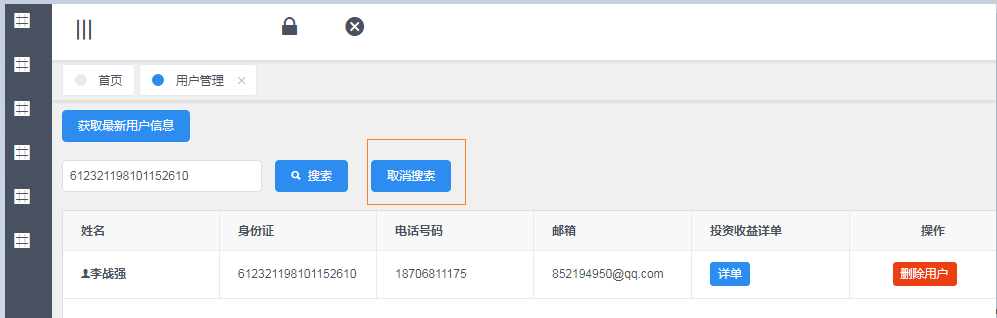 首页 用户管理
获取最新用户信息
612321198101152610 搜索 取消搜索
姓名 身份证 电话号码 邮箱 投资收益详单 操作
李战强 612321198101152610 18706811175 852194950@qq.com 详单 删除用户